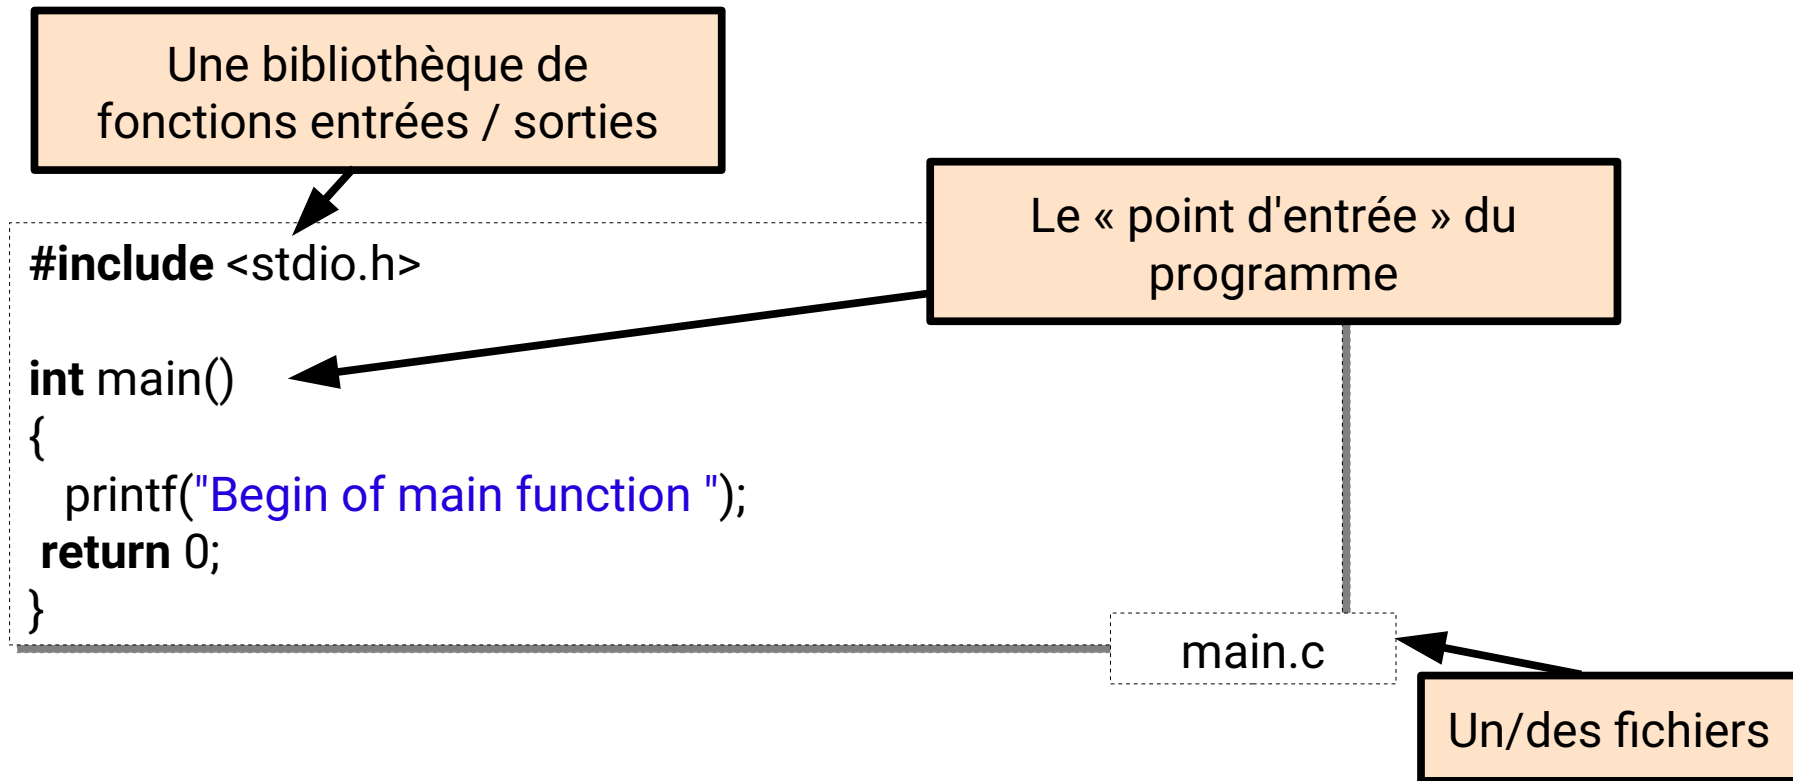 Une bibliothèque de
fonctions entrées / sorties
Le « point d'entrée » du
programme
#include <stdio.h>
int main()
{
printf("Begin of main function ");
return 0;
}
main.c
Un/des fichiers